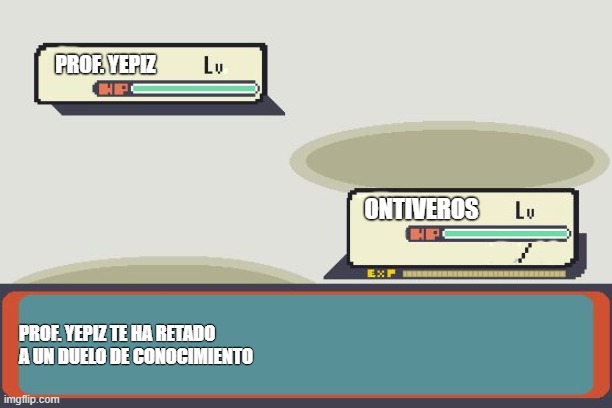 PROF. YEPIZ Lv
HP
ONTIVEROS Lv
HP
/
EXP
PROF. YEPIZ TE HA RETADO
A UN DUELO DE CONOCIMIENTO
imgflip.com